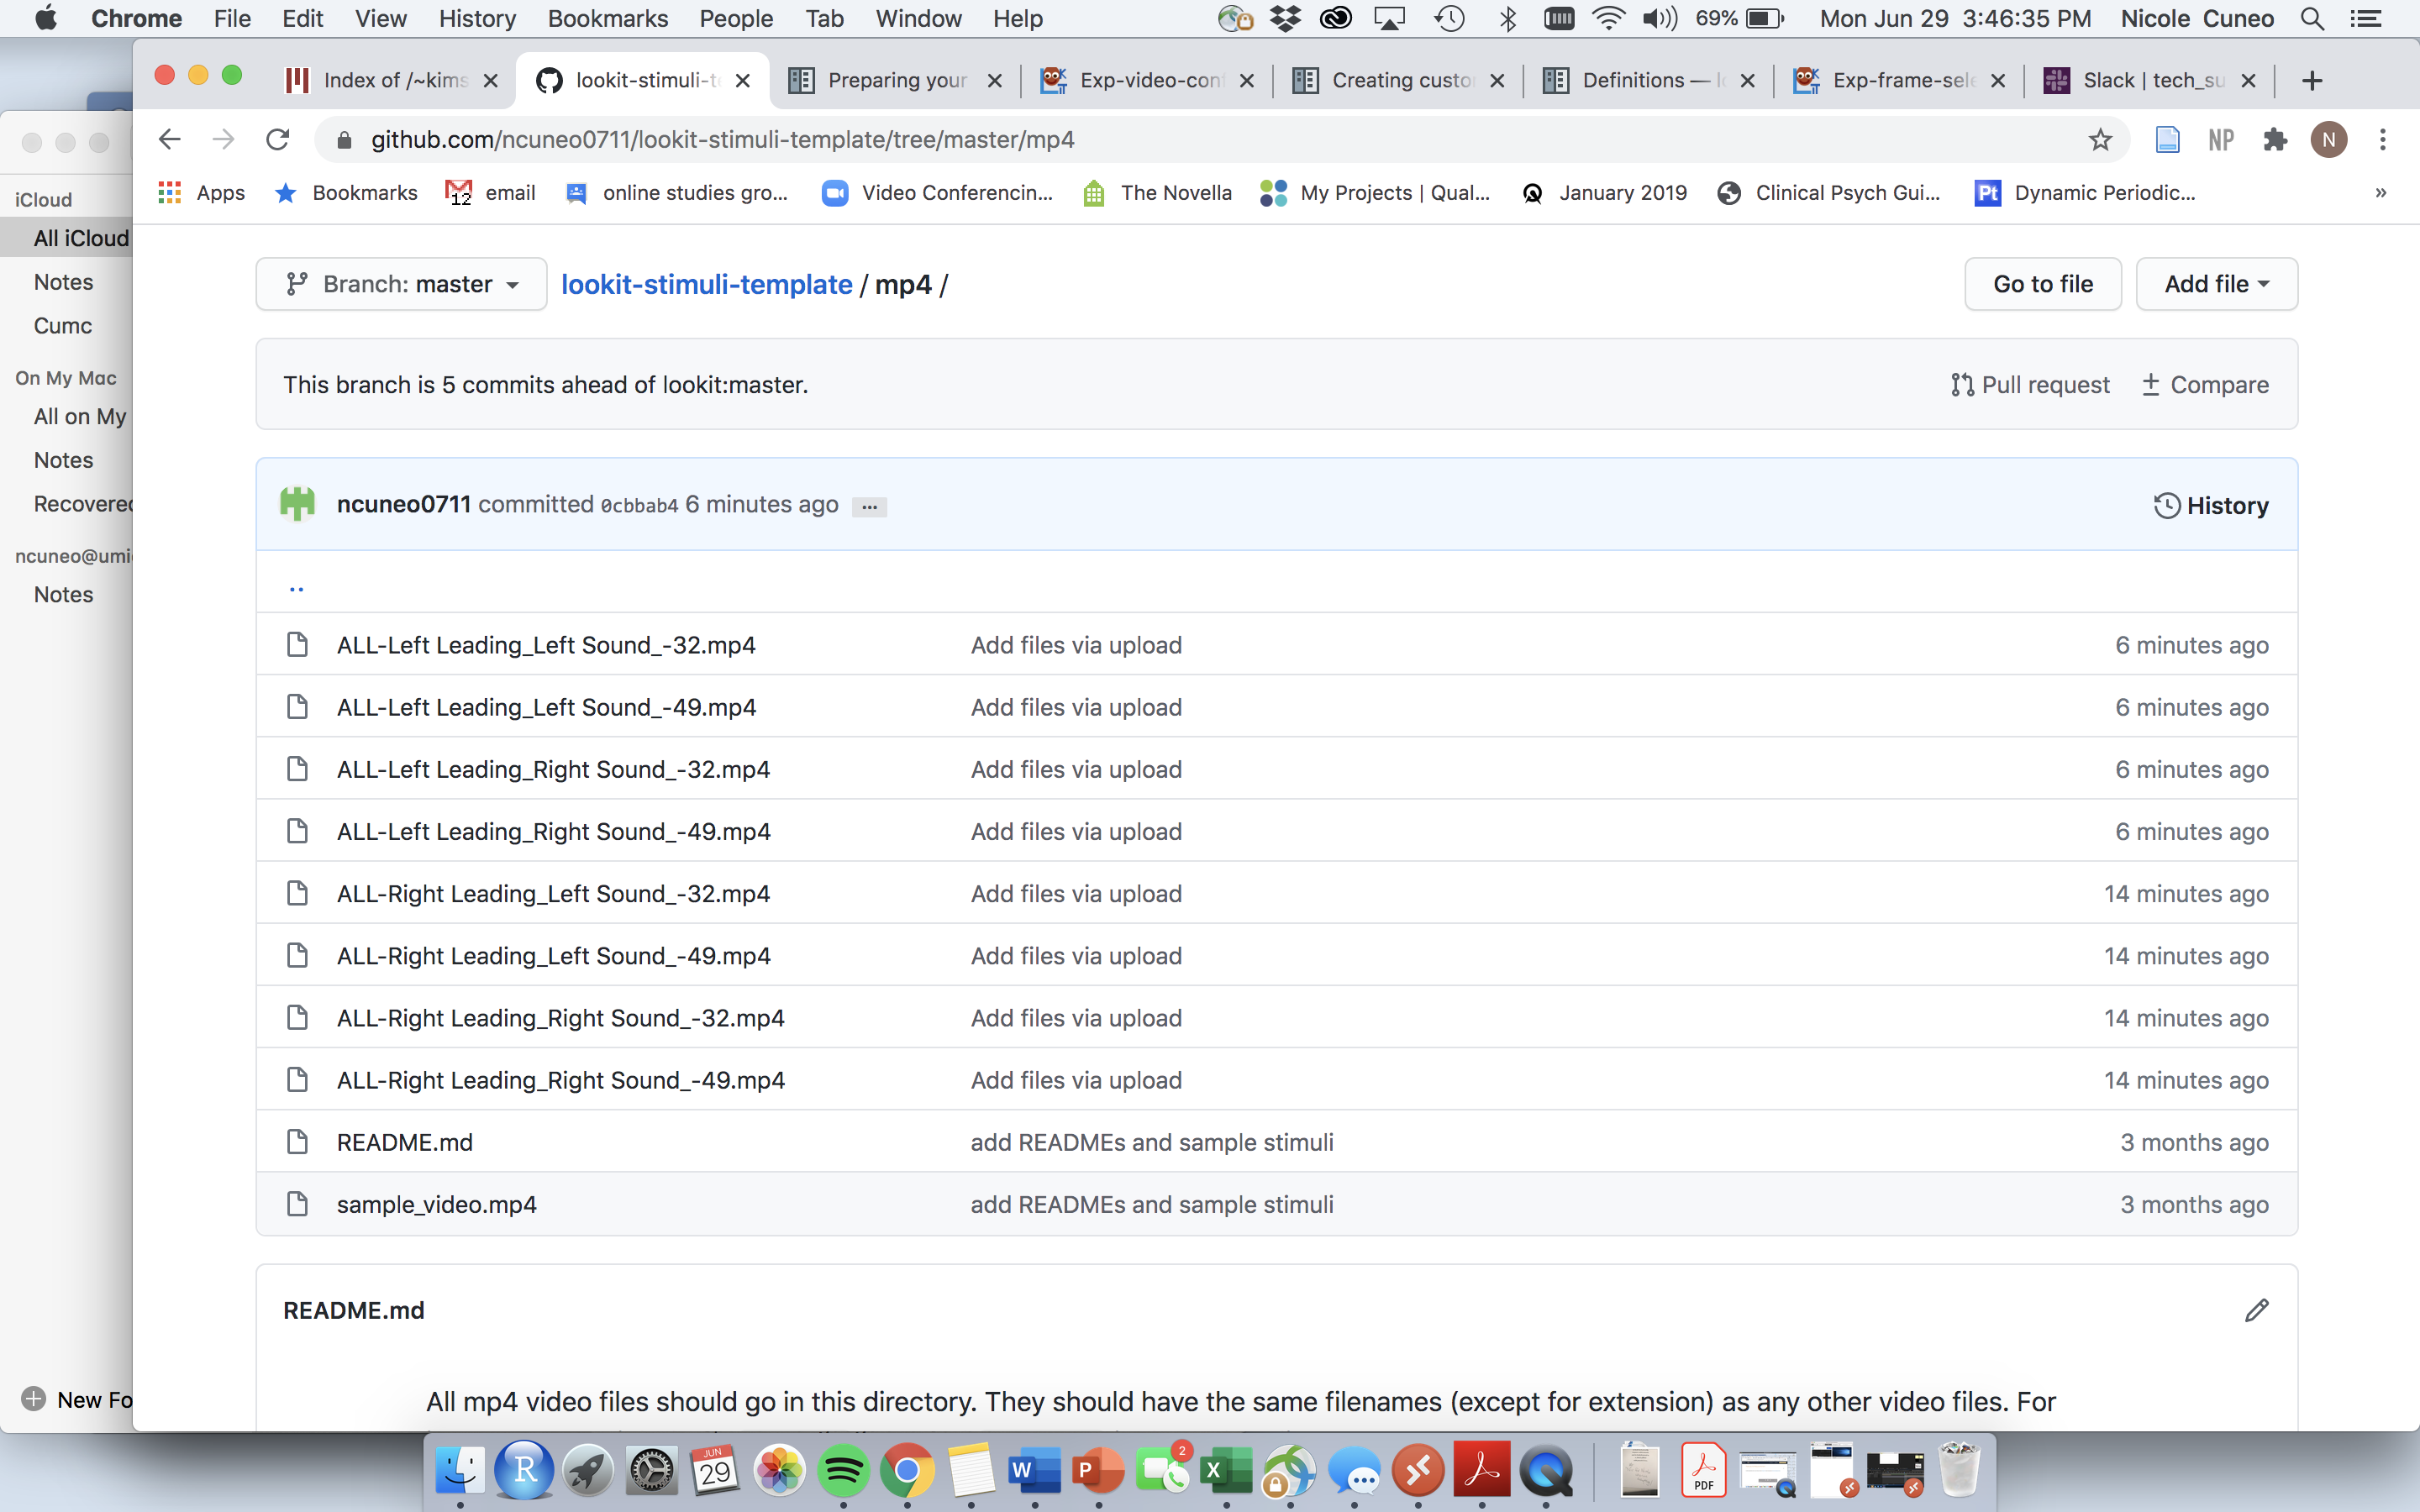 Chrome File Edit View History Bookmarks People Tab Window Help 69% Mon Jun 29 3:46:35 PM Nicole Cuneo
Index of /~kims lookit-stimuli-te Preparing your Exp-video-con Creating custo Definitions — lo Exp-frame-sele Slack | tech_su
github.com/ncuneo0711/lookit-stimuli-template/tree/master/mp4 NP N
Apps Bookmarks 12 email online studies gro... Video Conferencin... The Novella My Projects | Qual... January 2019 Clinical Psych Gui... Pt Dynamic Periodic... »
iCloud
All iCloud
Notes
Cumc
On My Mac
All on My
Notes
Recovered
ncuneo@umi
Notes
New Fo
Branch: master lookit-stimuli-template / mp4 / Go to file Add file
This branch is 5 commits ahead of lookit:master. Pull request Compare
ncuneo0711 committed 0cbbab4 6 minutes ago ... History
..
ALL-Left Leading_Left Sound_-32.mp4 Add files via upload 6 minutes ago
ALL-Left Leading_Left Sound_-49.mp4 Add files via upload 6 minutes ago
ALL-Left Leading_Right Sound_-32.mp4 Add files via upload 6 minutes ago
ALL-Left Leading_Right Sound_-49.mp4 Add files via upload 6 minutes ago
ALL-Right Leading_Left Sound_-32.mp4 Add files via upload 14 minutes ago
ALL-Right Leading_Left Sound_-49.mp4 Add files via upload 14 minutes ago
ALL-Right Leading_Right Sound_-32.mp4 Add files via upload 14 minutes ago
ALL-Right Leading_Right Sound_-49.mp4 Add files via upload 14 minutes ago
README.md add READMEs and sample stimuli 3 months ago
sample_video.mp4 add READMEs and sample stimuli 3 months ago
README.md
All mp4 video files should go in this directory. They should have the same filenames (except for extension) as any other video files. For
R JUN 29 W P 2 X PDF